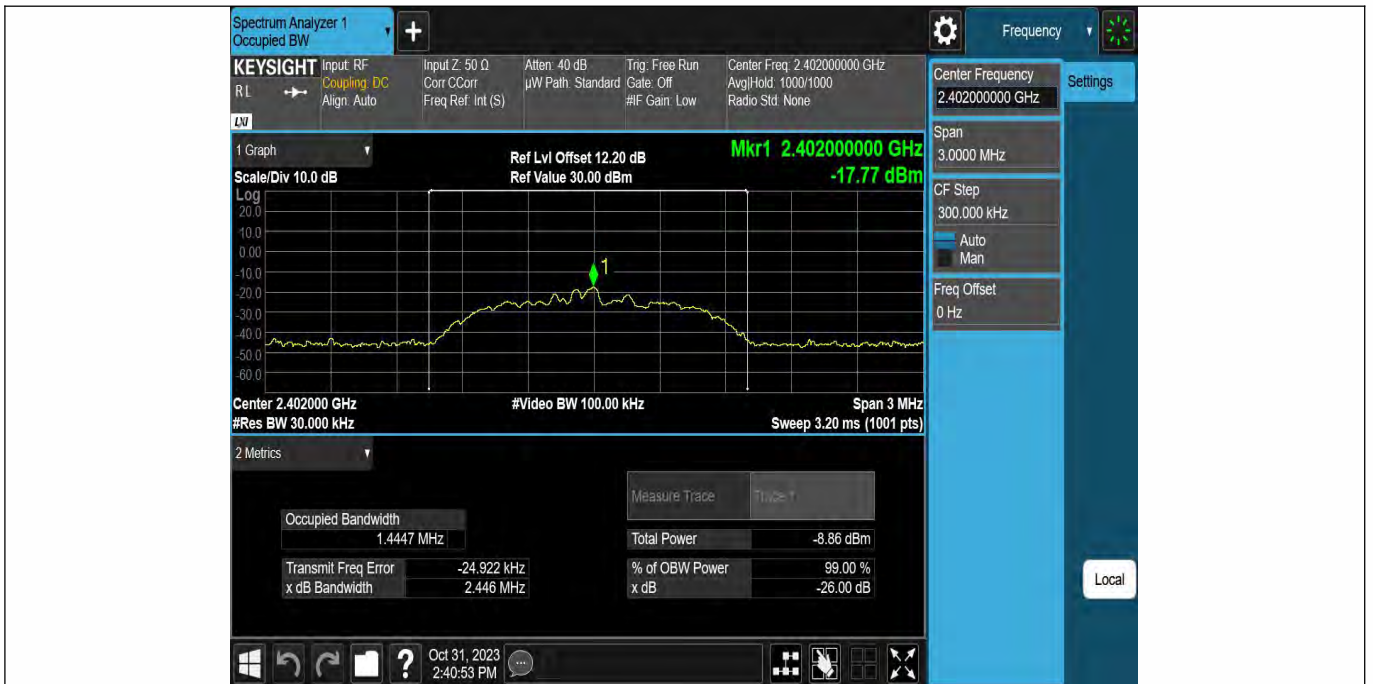 Spectrum Analyzer 1
Occupied BW
+
Frequency
KEYSIGHT
RL
LXI
Input: RF
Coupling: DC
Align: Auto
Input Z: 50 Ω
Corr CCorr
Freq Ref: Int (S)
Atten: 40 dB
µW Path: Standard
Trig: Free Run
Gate: Off
#IF Gain: Low
Center Freq: 2.402000000 GHz
Avg|Hold: 1000/1000
Radio Std: None
Center Frequency
2.402000000 GHz
Settings
Span
3.0000 MHz
CF Step
300.000 kHz
Auto
Man
Freq Offset
0 Hz
1 Graph
Scale/Div 10.0 dB
Ref Lvl Offset 12.20 dB
Ref Value 30.00 dBm
Mkr1 2.402000000 GHz
-17.77 dBm
Log
20.0
10.0
0.00
-10.0
-20.0
-30.0
-40.0
-50.0
-60.0
1
Center 2.402000 GHz
#Res BW 30.000 kHz
#Video BW 100.00 kHz
Span 3 MHz
Sweep 3.20 ms (1001 pts)
2 Metrics
Measure Trace Trace 1
Occupied Bandwidth
1.4447 MHz
Total Power -8.86 dBm
Transmit Freq Error -24.922 kHz
% of OBW Power 99.00 %
x dB Bandwidth 2.446 MHz
x dB -26.00 dB
Local
?
Oct 31, 2023
2:40:53 PM